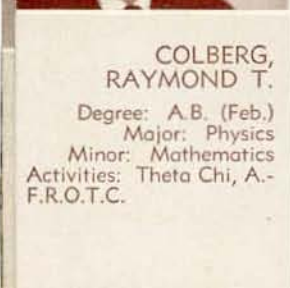 COLBERG,
RAYMOND T.
Degree: A.B. (Feb.)
Major: Physics
Minor: Mathematics
Activities: Theta Chi, A.-
F.R.O.T.C.